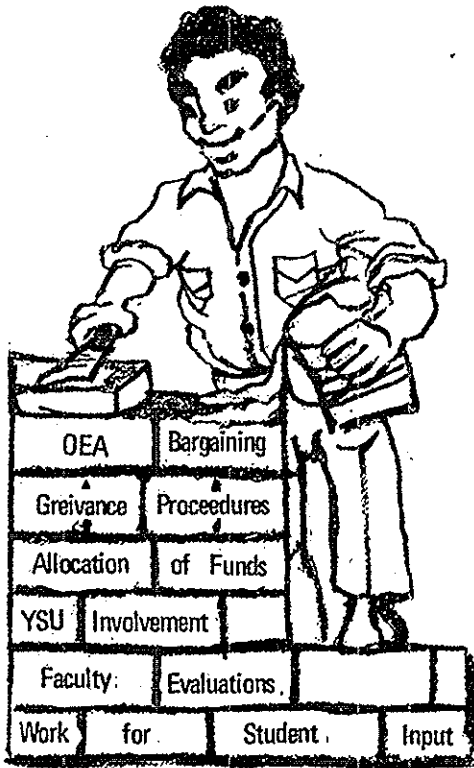 OEA Bargaining
Greivance Proceedures
Allocation of Funds
YSU Involvement
Faculty: Evaluations.
Work for Student Input